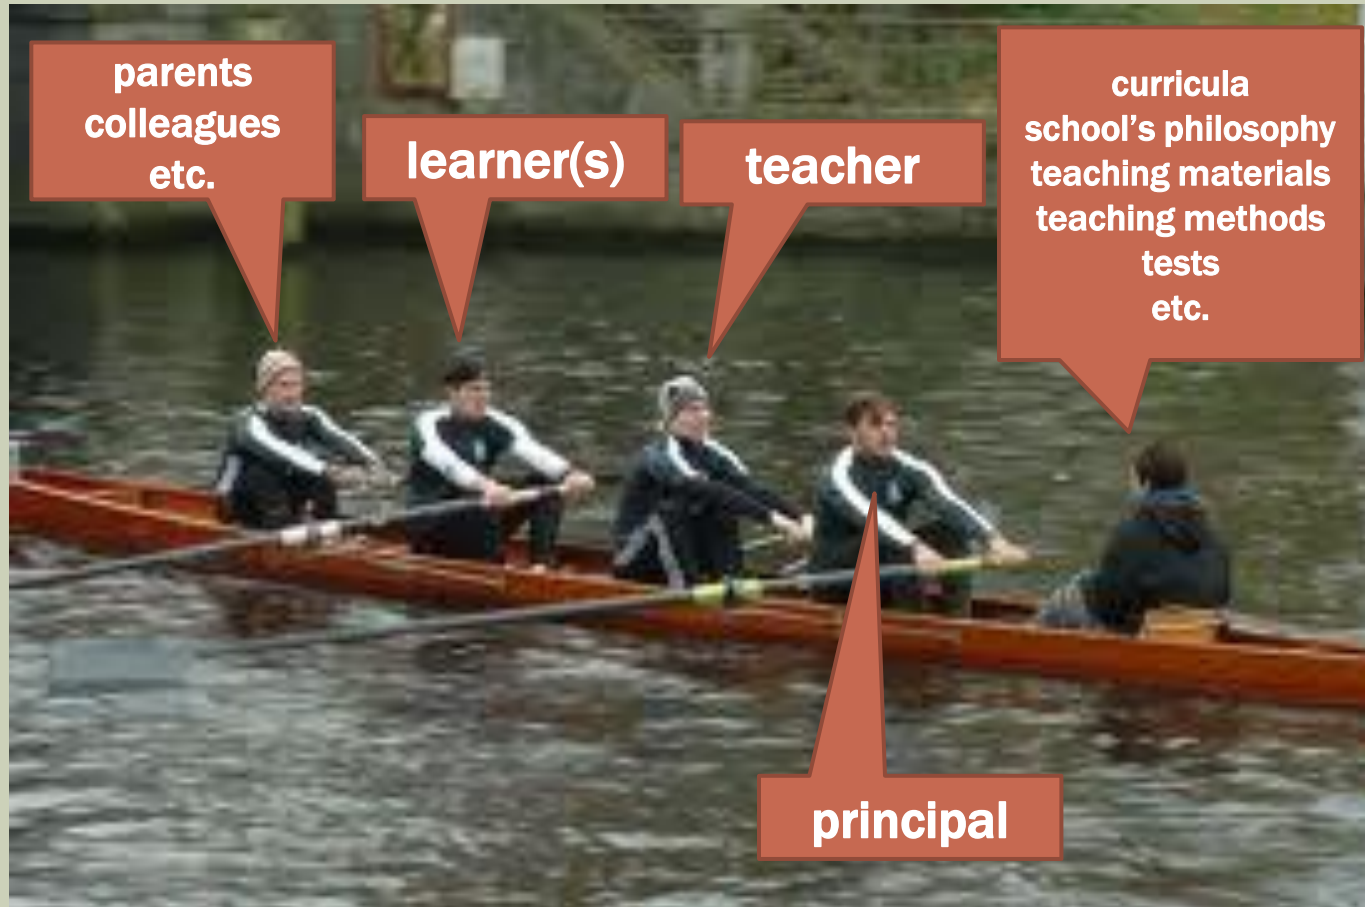 parents
colleagues
etc.
learner(s)
teacher
curricula
school's philosophy
teaching materials
teaching methods
tests
etc.
principal